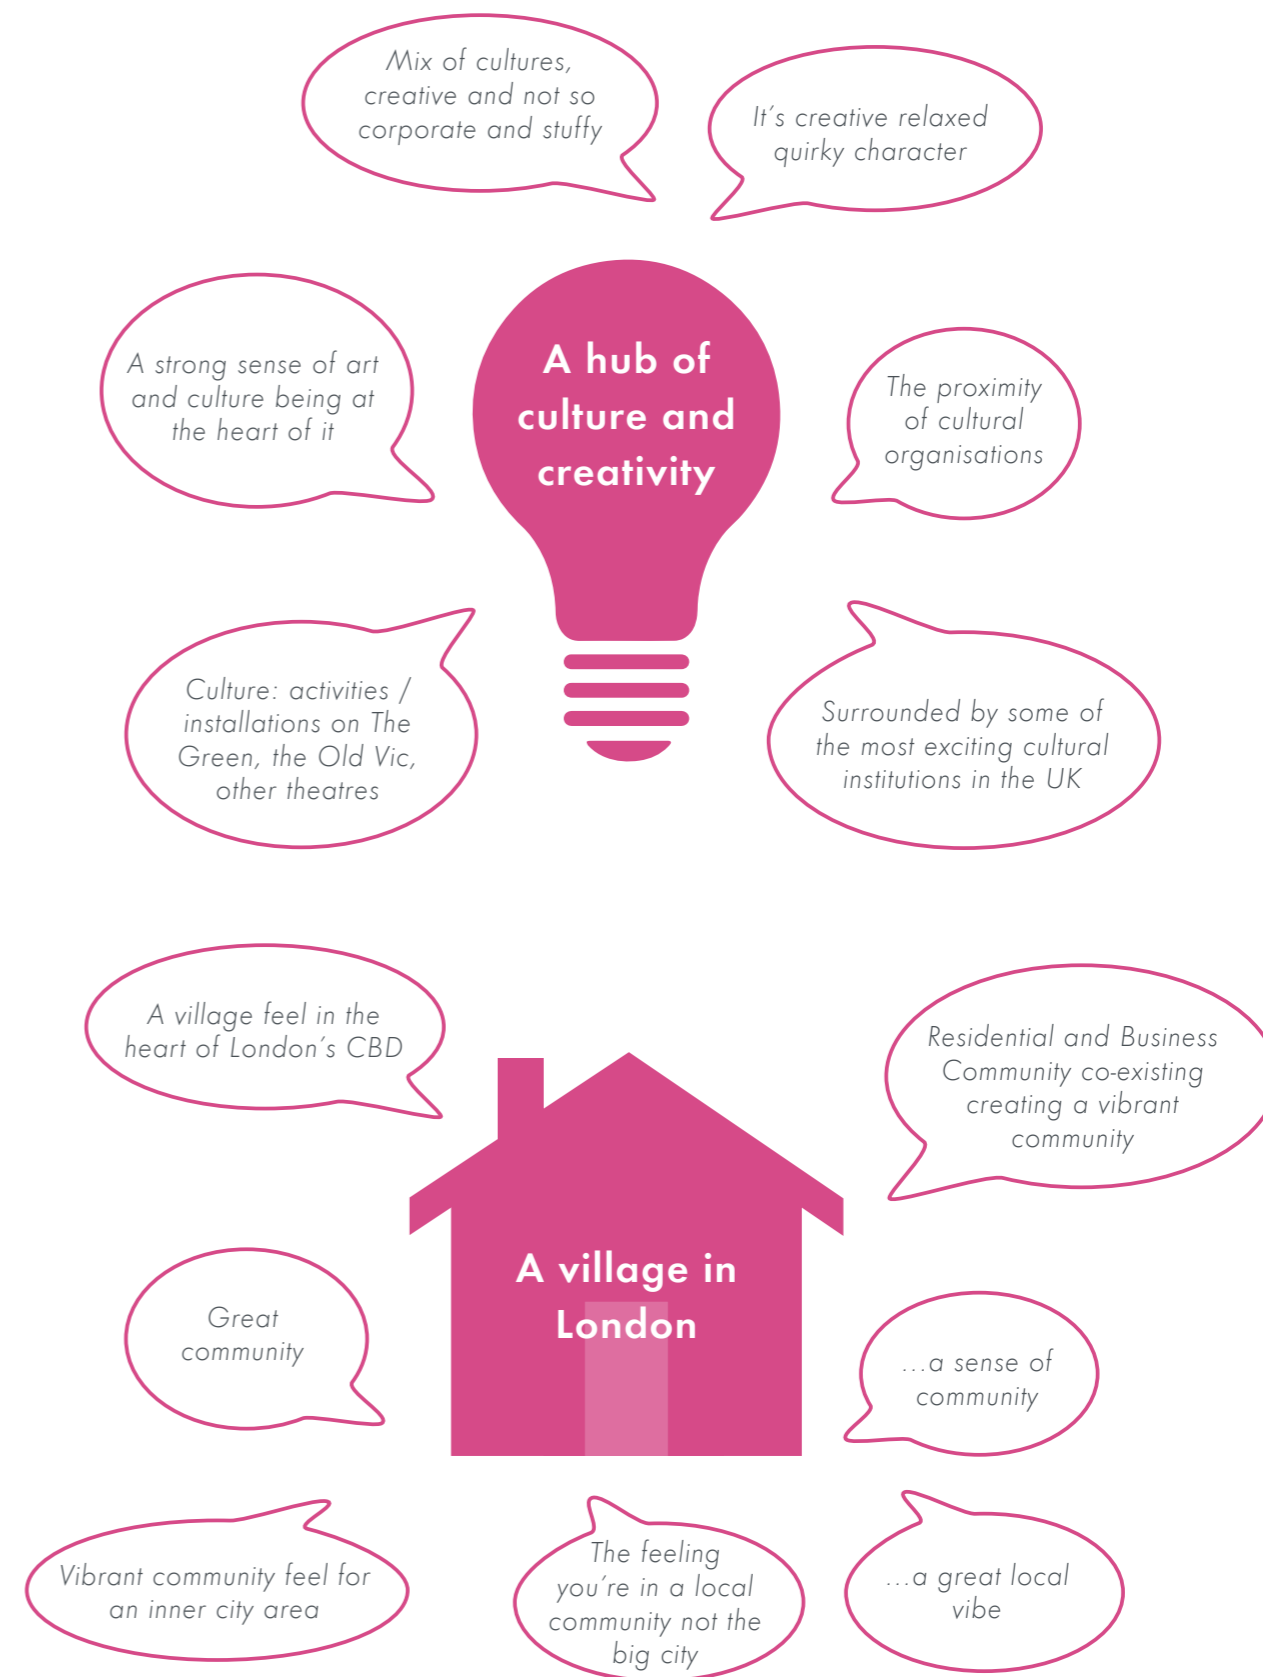 Mix of cultures,
creative and not so
corporate and stuffy
It's creative relaxed
quirky character
A strong sense of art
and culture being at
the heart of it
A hub of
culture and
creativity
The proximity
of cultural
organisations
Culture: activities /
installations on The
Green, the Old Vic,
other theatres
Surrounded by some of
the most exciting cultural
institutions in the UK
A village feel in the
heart of London's CBD
Residential and Business
Community co-existing
creating a vibrant
community
A village in
London
Great
community
...a sense of
community
Vibrant community feel for
an inner city area
The feeling
you're in a local
community not the
big city
...a great local
vibe